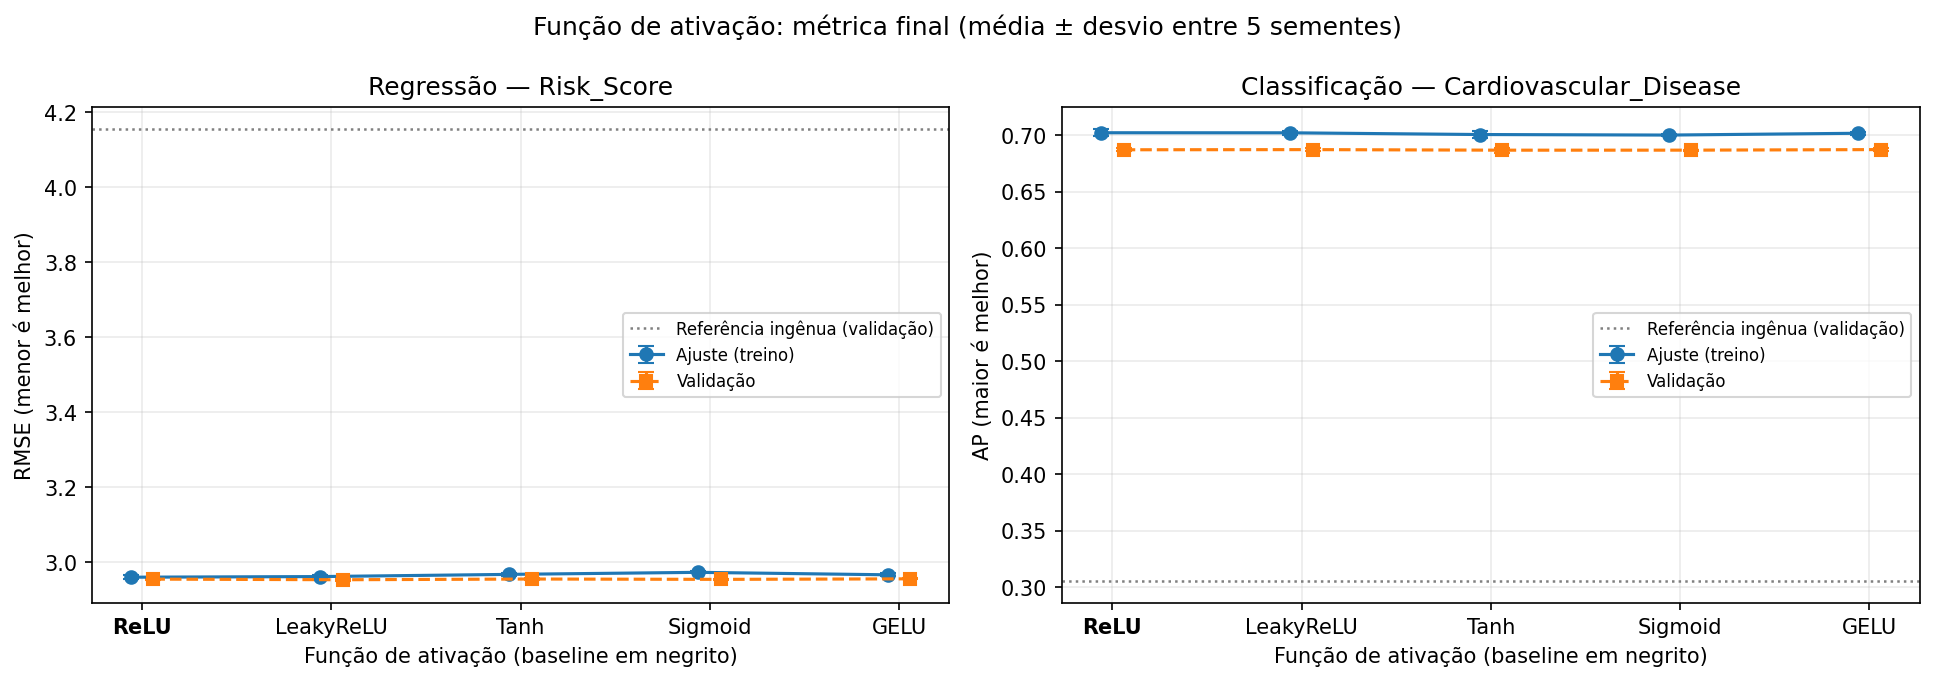 Função de ativação: métrica final (média ± desvio entre 5 sementes)
Regressão — Risk_Score
4.2
4.0
3.8
3.6
3.4
3.2
3.0
RMSE (menor é melhor)
Referência ingênua (validação)
Ajuste (treino)
Validação
ReLU LeakyReLU Tanh Sigmoid GELU
Função de ativação (baseline em negrito)
Classificação — Cardiovascular_Disease
0.70
0.65
0.60
0.55
0.50
0.45
0.40
0.35
0.30
AP (maior é melhor)
Referência ingênua (validação)
Ajuste (treino)
Validação
ReLU LeakyReLU Tanh Sigmoid GELU
Função de ativação (baseline em negrito)